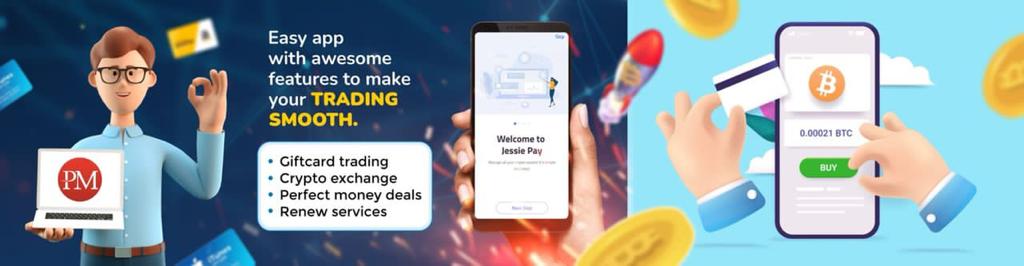 Easy app
with awesome
features to make
your TRADING
SMOOTH.
• Giftcard trading
• Crypto exchange
• Perfect money deals
• Renew services
PM
iTunes
Skip
Welcome to
Jessie Pay
Next Step
0.00021 BTC
BUY